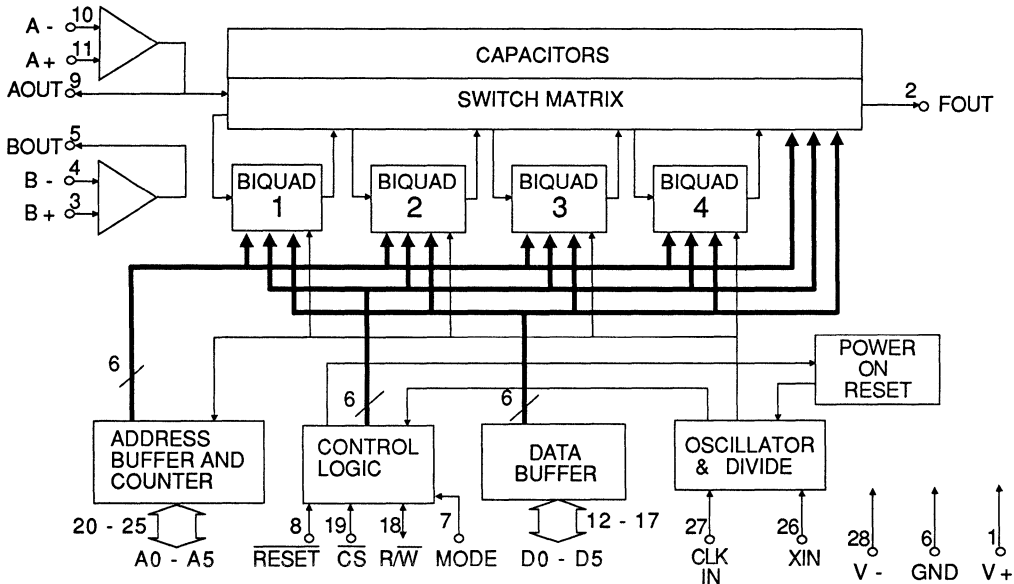 A - 10
A + 11
AOUT 9
BOUT 5
B - 4
B + 3
CAPACITORS
SWITCH MATRIX
2 FOUT
BIQUAD
1
BIQUAD
2
BIQUAD
3
BIQUAD
4
6
6
6
POWER
ON
RESET
ADDRESS
BUFFER AND
COUNTER
CONTROL
LOGIC
DATA
BUFFER
OSCILLATOR
& DIVIDE
20 - 25
A0 - A5
8
RESET
19
CS
18
R/W
7
MODE
12 - 17
D0 - D5
27
CLK
IN
26
XIN
28
V -
6
GND
1
V +